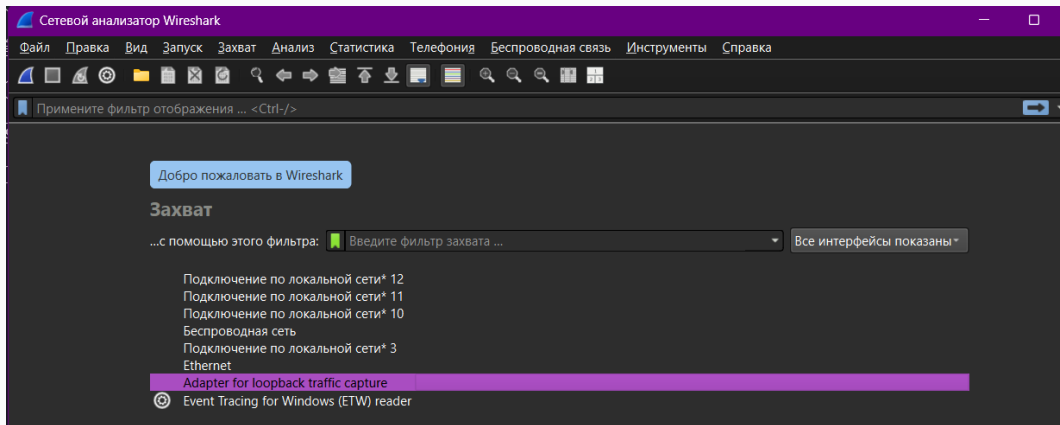 Сетевой анализатор Wireshark
Файл Правка Вид Запуск Захват Анализ Статистика Телефония Беспроводная связь Инструменты Справка
Примените фильтр отображения ... <Ctrl-/>
Добро пожаловать в Wireshark
Захват
...с помощью этого фильтра: Введите фильтр захвата ... Все интерфейсы показаны
Подключение по локальной сети* 12
Подключение по локальной сети* 11
Подключение по локальной сети* 10
Беспроводная сеть
Подключение по локальной сети* 3
Ethernet
Adapter for loopback traffic capture
Event Tracing for Windows (ETW) reader